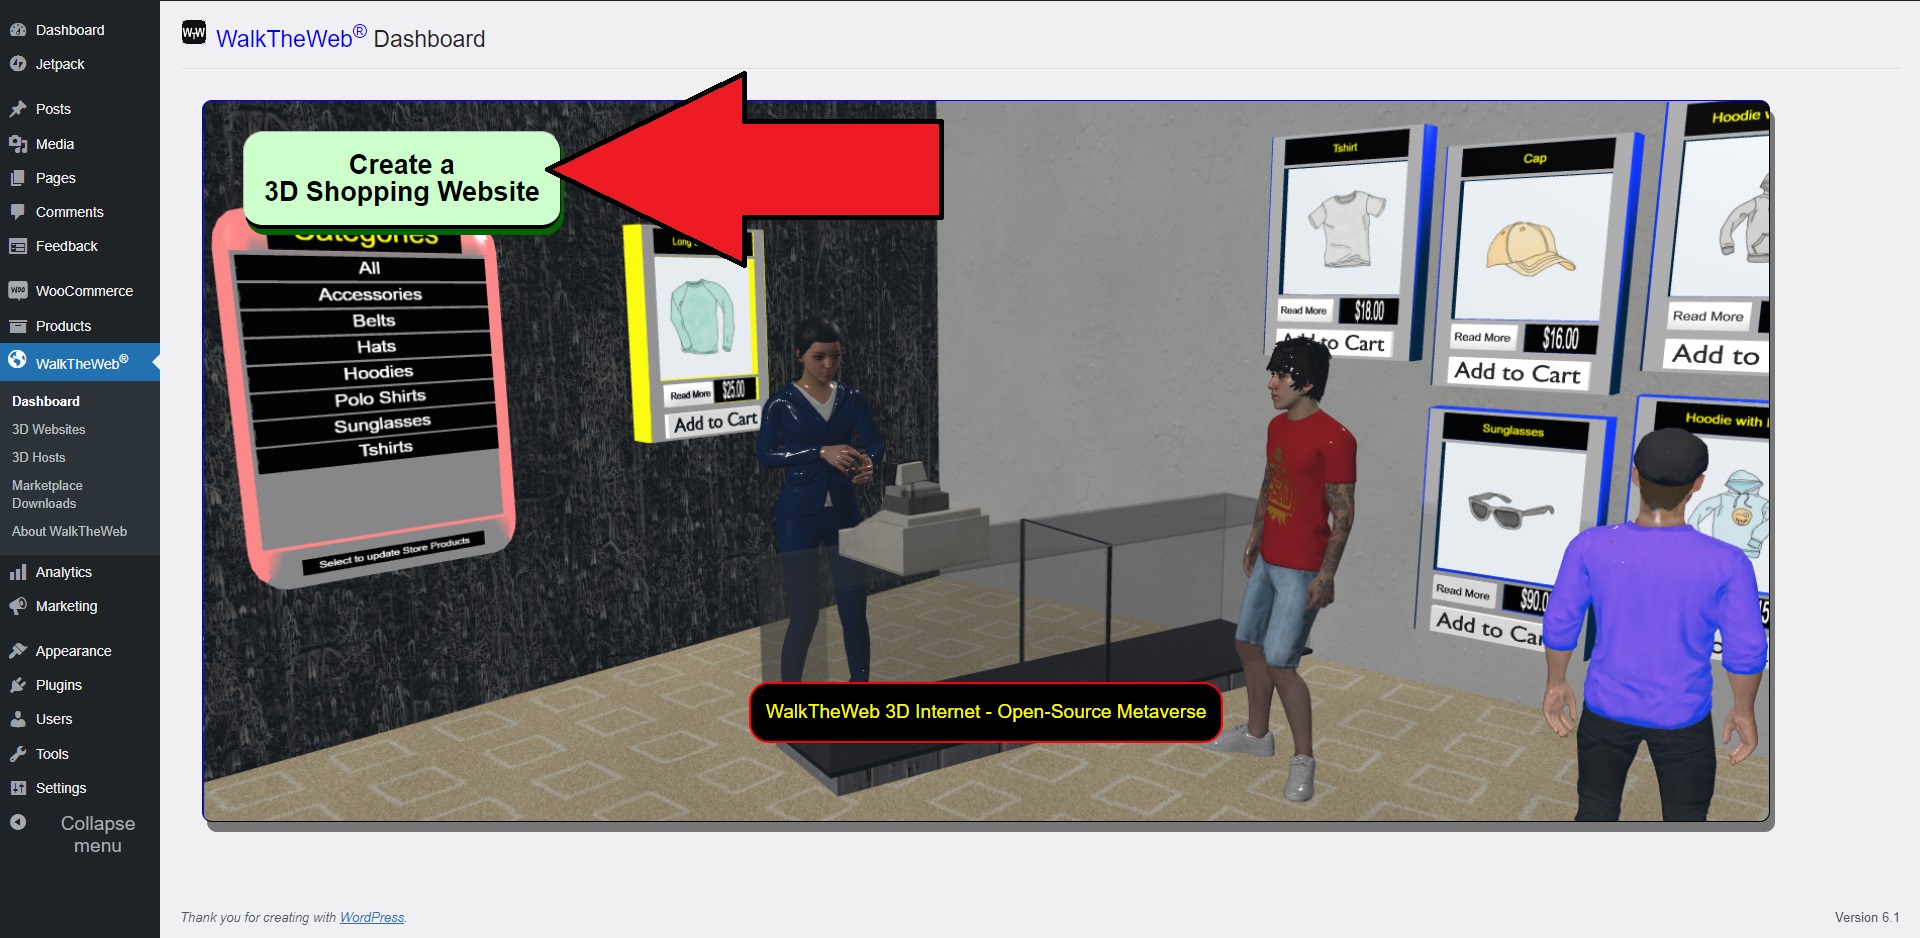 Dashboard
Jetpack
Posts
Media
Pages
Comments
Feedback
WooCommerce
Products
WalkTheWeb®
Dashboard
3D Websites
3D Hosts
Marketplace
Downloads
About WalkTheWeb
Analytics
Marketing
Appearance
Plugins
Users
Tools
Settings
Collapse
menu
WTW WalkTheWeb® Dashboard
Create a
3D Shopping Website
Categories
All
Accessories
Belts
Hats
Hoodies
Polo Shirts
Sunglasses
Tshirts
Select to update Store Products
Long
Read More $25.00
Add to Cart
Tshirt
Read More $18.00
to Cart
Cap
Read More $16.00
Add to Cart
Hoodie
Read More
Add to
Sunglasses
Read More $90.0
Add to Car
Hoodie with
WalkTheWeb 3D Internet - Open-Source Metaverse
Thank you for creating with WordPress.
Version 6.1